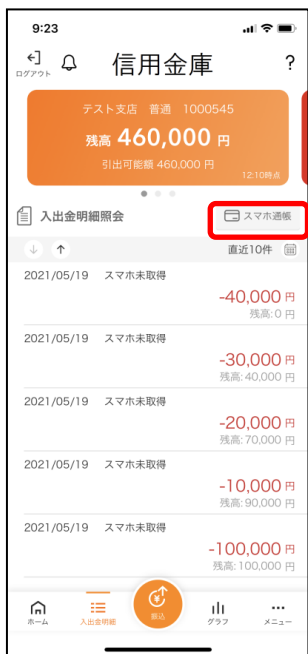 9:23
ログアウト
信用金庫
?
テスト支店 普通 1000545
残高 460,000 円
引出可能額 460,000 円
12:10時点
入出金明細照会
スマホ通帳
↓ ↑
直近10件
2021/05/19 スマホ未取得
-40,000 円
残高:0 円
2021/05/19 スマホ未取得
-30,000 円
残高:40,000 円
2021/05/19 スマホ未取得
-20,000 円
残高:70,000 円
2021/05/19 スマホ未取得
-10,000 円
残高:90,000 円
2021/05/19 スマホ未取得
-100,000 円
残高:100,000 円
ホーム 入出金明細 振込 グラフ メニュー